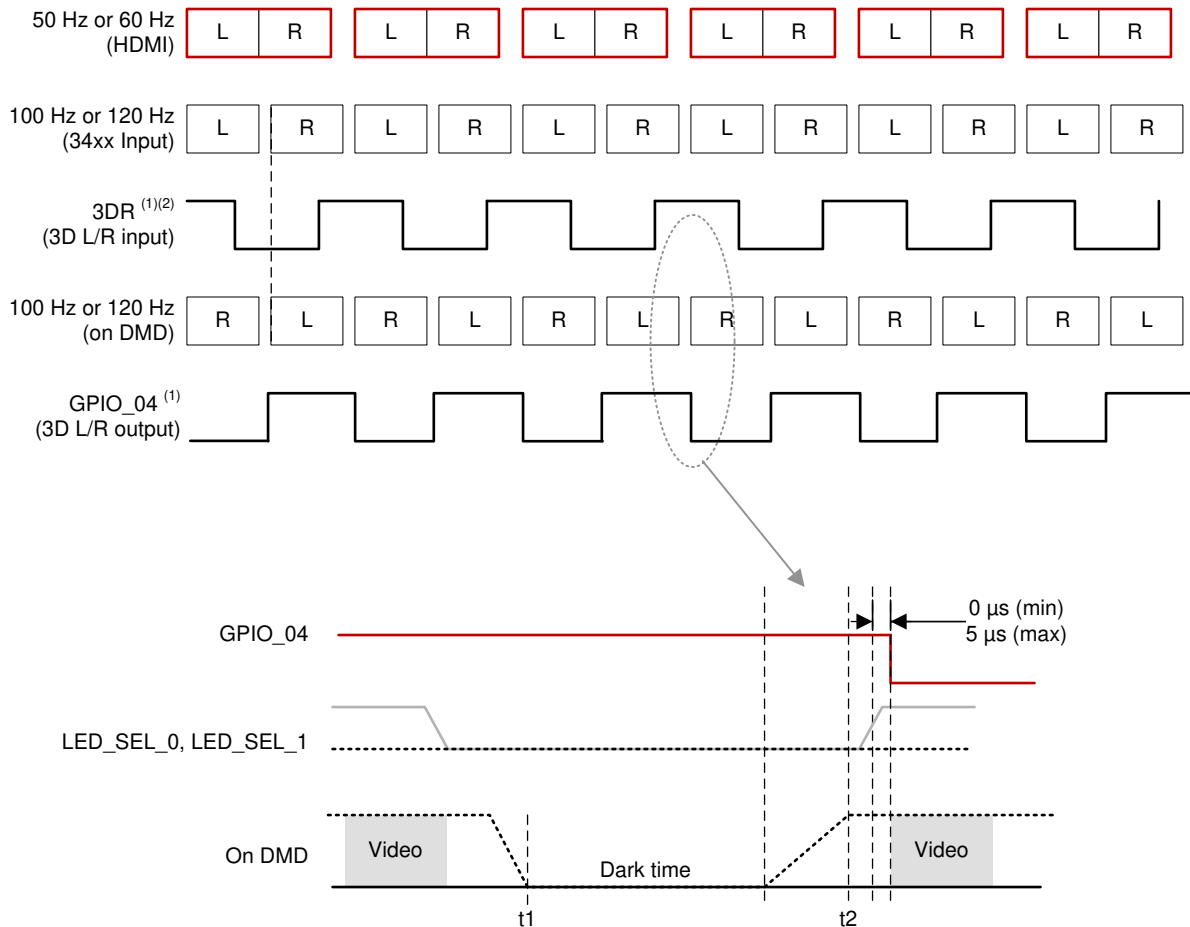 50 Hz or 60 Hz
(HDMI)
L R L R L R L R L R L R
100 Hz or 120 Hz
(34xx Input)
L R L R L R L R L R L R
3DR (1)(2)
(3D L/R input)
100 Hz or 120 Hz
(on DMD)
R L R L R L R L R L R L
GPIO_04 (1)
(3D L/R output)
0 µs (min)
5 µs (max)
GPIO_04
LED_SEL_0, LED_SEL_1
On DMD
Video
Dark time
Video
t1
t2